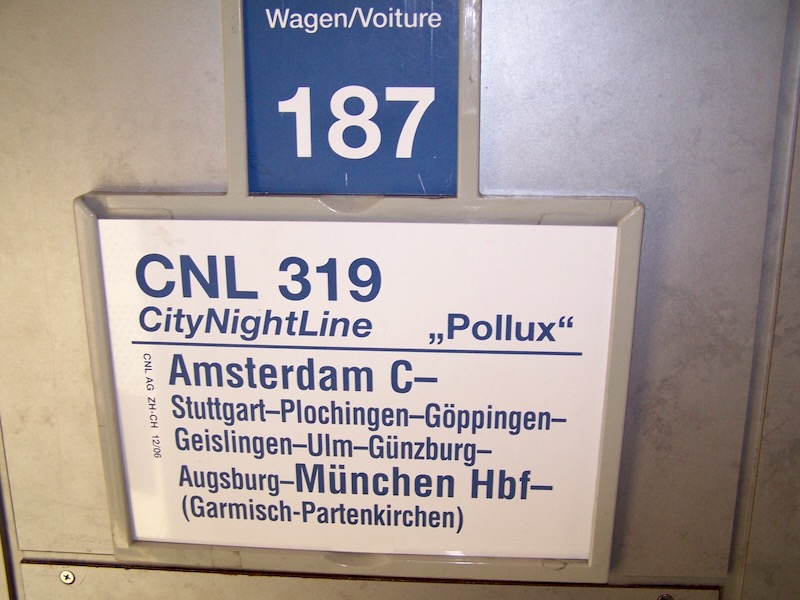 Wagen/Voiture
187
CNL 319
CityNightLine „Pollux“
Amsterdam C–
Stuttgart–Plochingen–Göppingen–
Geislingen–Ulm–Günzburg–
Augsburg–München Hbf–
(Garmisch-Partenkirchen)
CNL AG ZH-CH 12/06